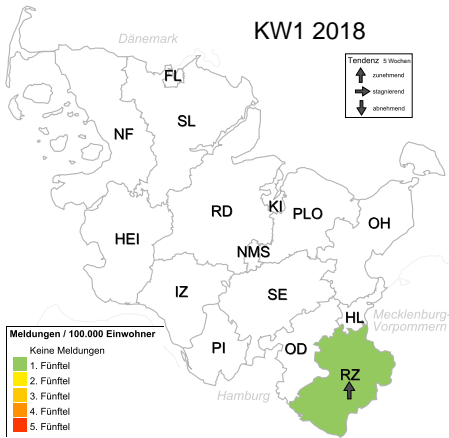 Dänemark
KW1 2018
Tendenz 5 Wochen
zunehmend
stagnierend
abnehmend
FL
SL
NF
RD
KI
PLO
OH
HEI
NMS
IZ
SE
HL
Mecklenburg-
Vorpommern
PI
OD
RZ
Hamburg
Meldungen / 100.000 Einwohner
Keine Meldungen
1. Fünftel
2. Fünftel
3. Fünftel
4. Fünftel
5. Fünftel